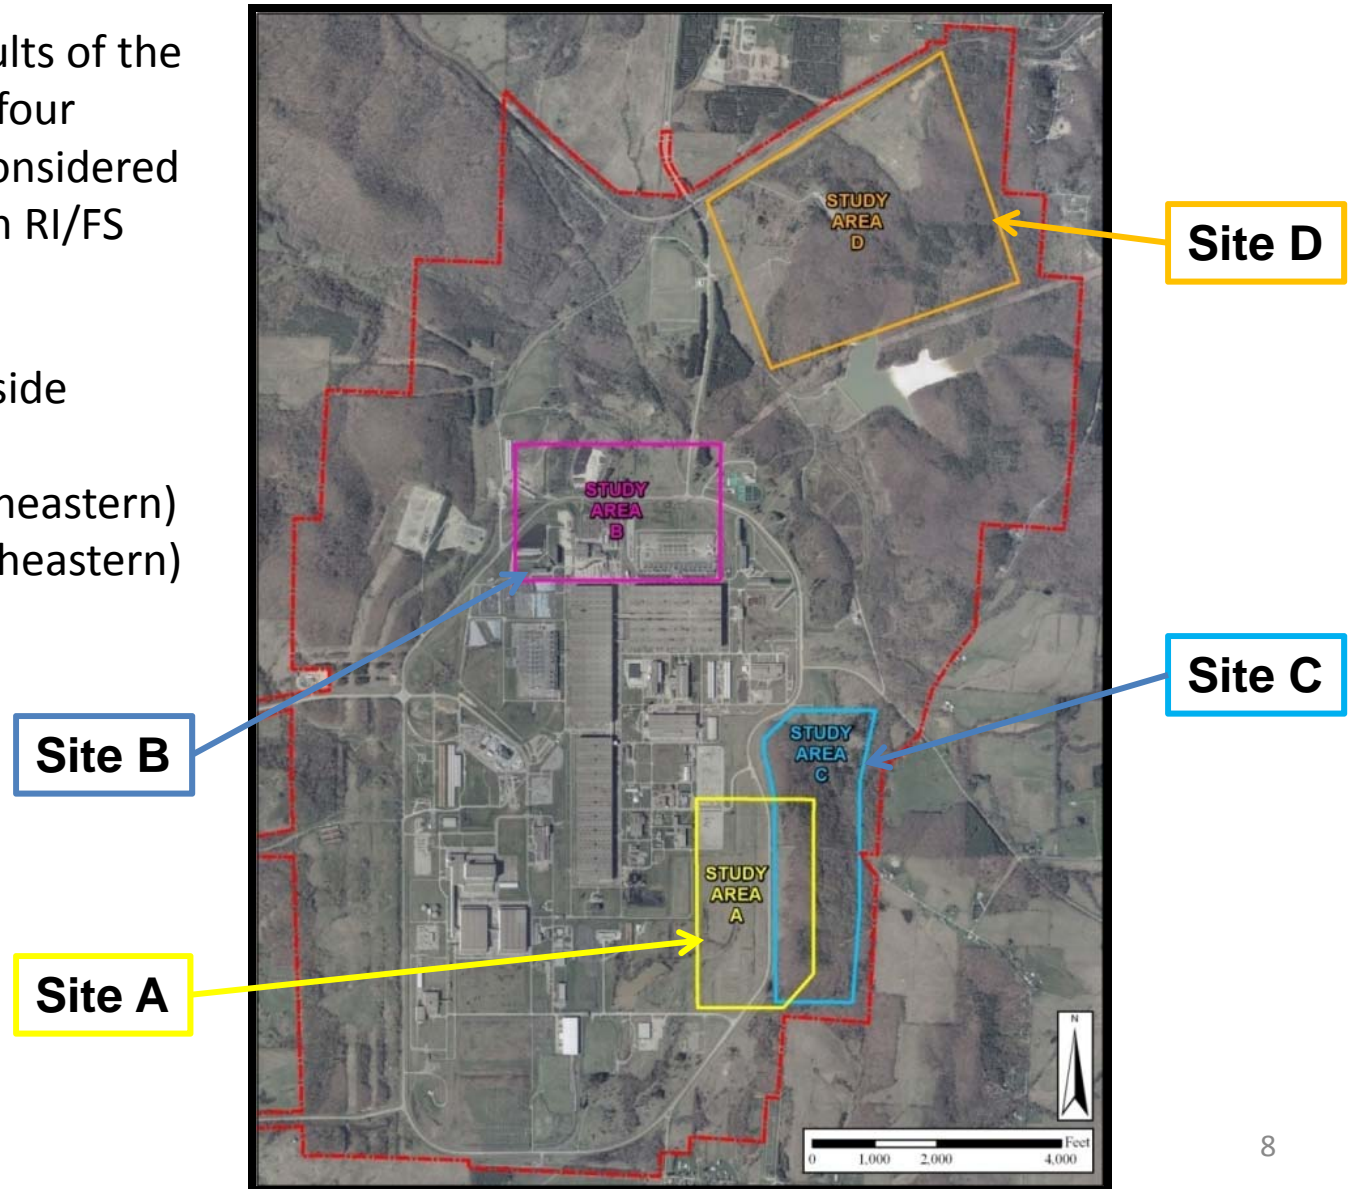 ults of the
four
onsidered
n RI/FS
side
heastern)
heastern)
STUDY
AREA
D
Site D
STUDY
AREA
B
Site B
Site C
STUDY
AREA
C
STUDY
AREA
A
Site A
N
Feet
0 1,000 2,000 4,000
8